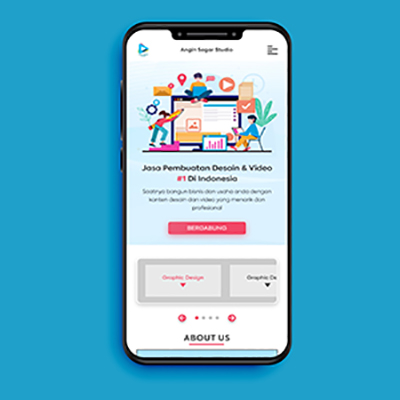 Angin Segar Studio
Jasa Pembuatan Desain & Video
#1 Di Indonesia
Saatnya bangun bisnis dan usaha anda dengan
konten desain dan video yang menarik dan
profesional
BERGABUNG
Graphic Design
Graphic De
ABOUT US